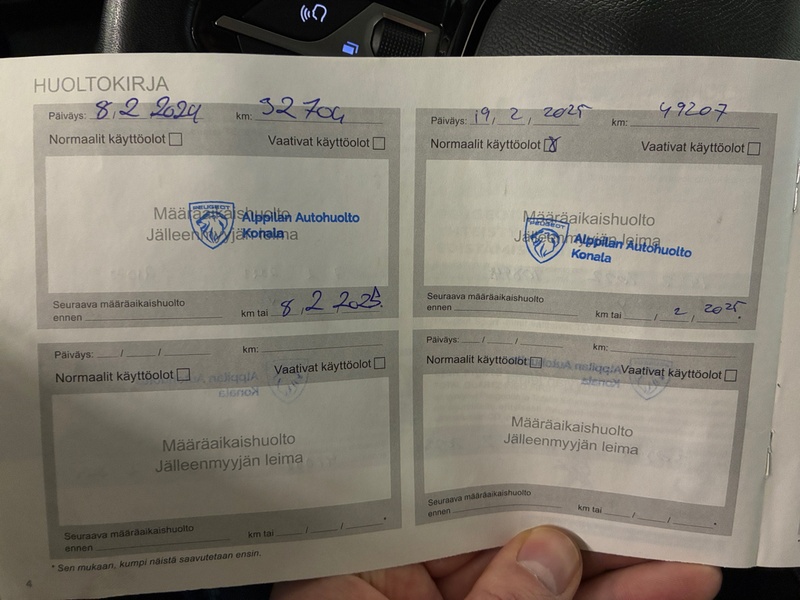 HUOLTOKIRJA
Päiväys: 8,2 2024 km: 32704
Normaalit käyttöolot Vaativat käyttöolot
Määräaikaishuolto
Jälleenmyyjän leima
PEUGEOT
Alppilan Autohuolto
Konala
Seuraava määräaikaishuolto
ennen km tai 8,2 2025.
Päiväys: 19, 2, 2025 km: 49207
Normaalit käyttöolot X Vaativat käyttöolot
Määräaikaishuolto
Jälleenmyyjän leima
PEUGEOT
Alppilan Autohuolto
Konala
Seuraava määräaikaishuolto
ennen km tai / 2, 2025.
Päiväys: / / km:
Normaalit käyttöolot Vaativat käyttöolot
Määräaikaishuolto
Jälleenmyyjän leima
Seuraava määräaikaishuolto
ennen km tai / / *
Päiväys: / / km:
Normaalit käyttöolot Vaativat käyttöolot
Määräaikaishuolto
Jälleenmyyjän leima
Seuraava määräaikaishuolto
ennen km tai / / *
* Sen mukaan, kumpi näistä saavutetaan ensin.
4